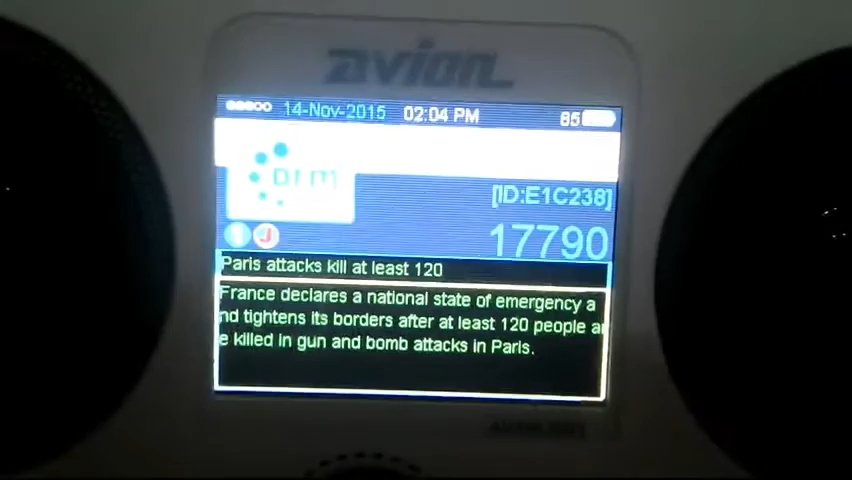 avion
14-Nov-2015 02:04 PM 85
DRM
[ID:E1C238]
17790
Paris attacks kill at least 120
France declares a national state of emergency a
nd tightens its borders after at least 120 people ar
e killed in gun and bomb attacks in Paris.